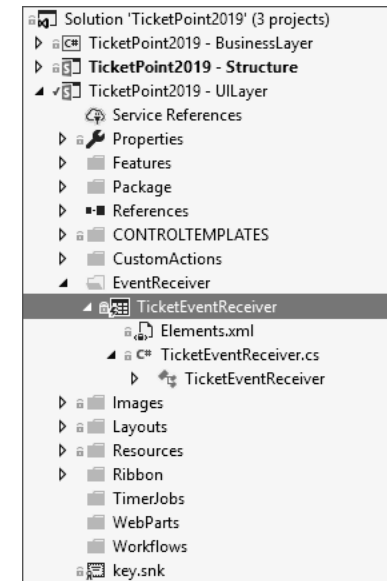 Solution 'TicketPoint2019' (3 projects)
C# TicketPoint2019 - BusinessLayer
TicketPoint2019 - Structure
TicketPoint2019 - UILayer
Service References
Properties
Features
Package
References
CONTROLTEMPLATES
CustomActions
EventReceiver
TicketEventReceiver
Elements.xml
C# TicketEventReceiver.cs
TicketEventReceiver
Images
Layouts
Resources
Ribbon
TimerJobs
WebParts
Workflows
key.snk